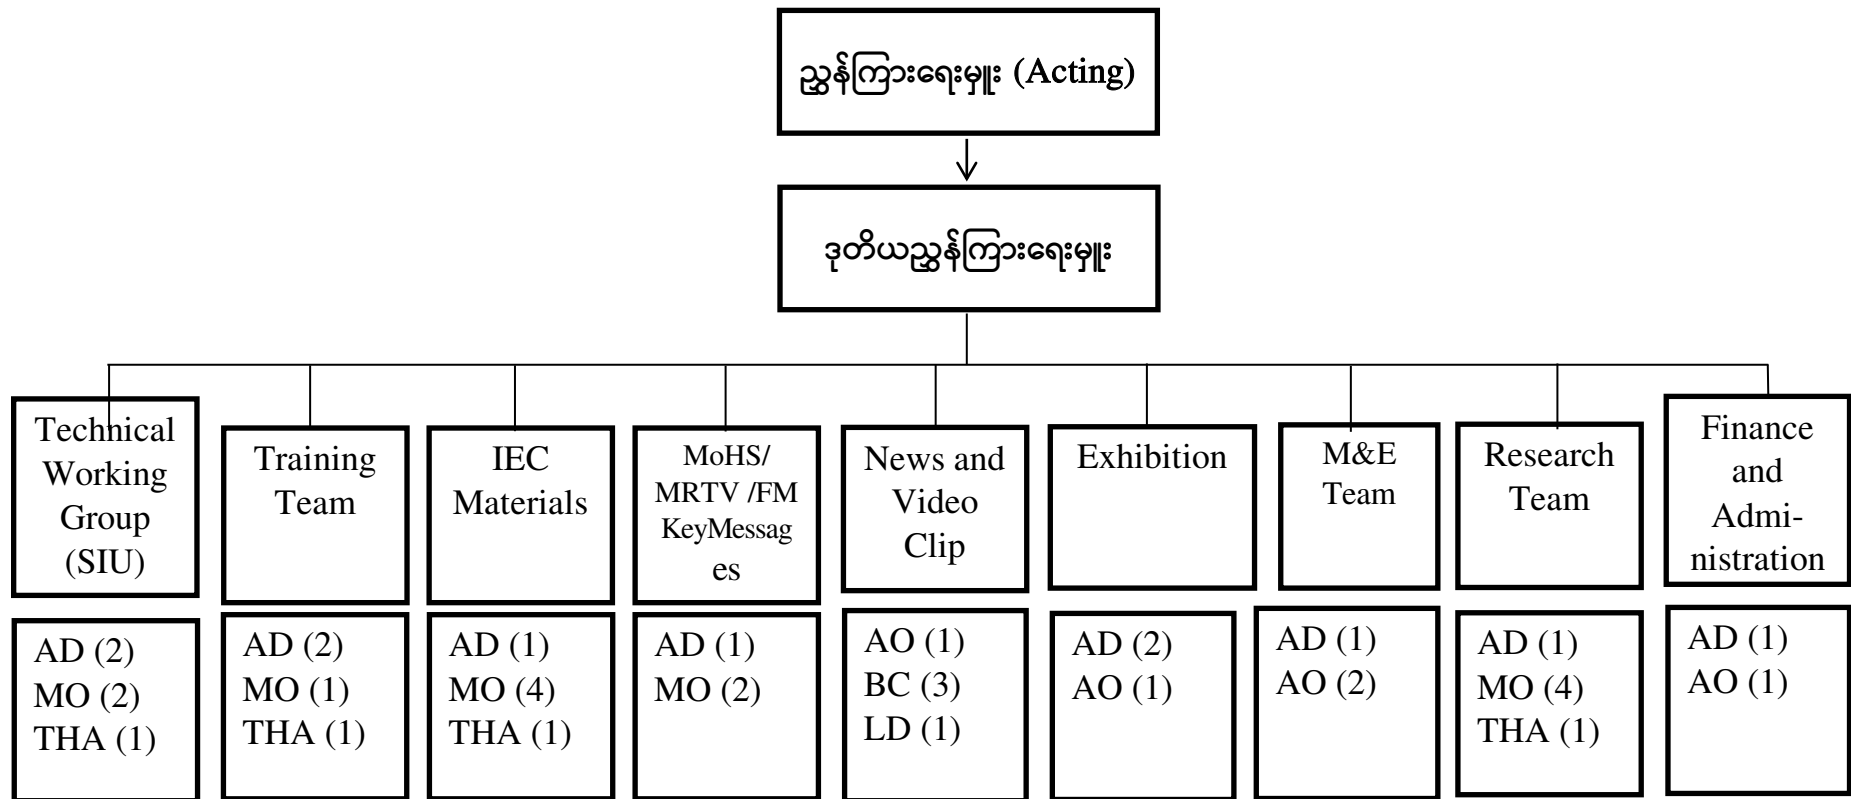 ညွှန်ကြားရေးမှူး (Acting)
ဒုတိယညွှန်ကြားရေးမှူး
Technical
Working
Group
(SIU)
Training
Team
IEC
Materials
MoHS/
MRTV /FM
KeyMessag
es
News and
Video
Clip
Exhibition
M&E
Team
Research
Team
Finance
and
Admi-
nistration
AD (2)
MO (2)
THA (1)
AD (2)
MO (1)
THA (1)
AD (1)
MO (4)
THA (1)
AD (1)
MO (2)
AO (1)
BC (3)
LD (1)
AD (2)
AO (1)
AD (1)
AO (2)
AD (1)
MO (4)
THA (1)
AD (1)
AO (1)